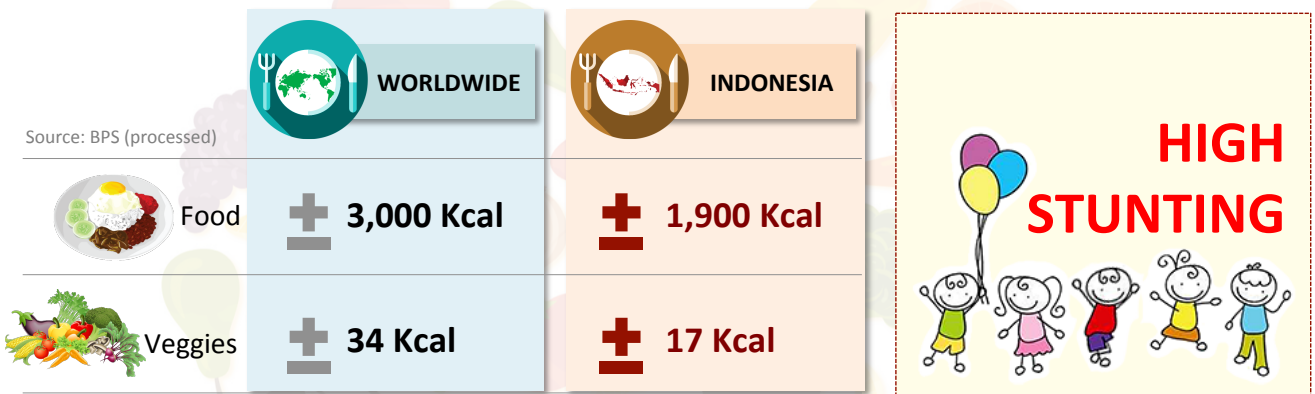 WORLDWIDE
INDONESIA
Source: BPS (processed)
Food
± 3,000 Kcal
± 1,900 Kcal
Veggies
± 34 Kcal
± 17 Kcal
HIGH
STUNTING